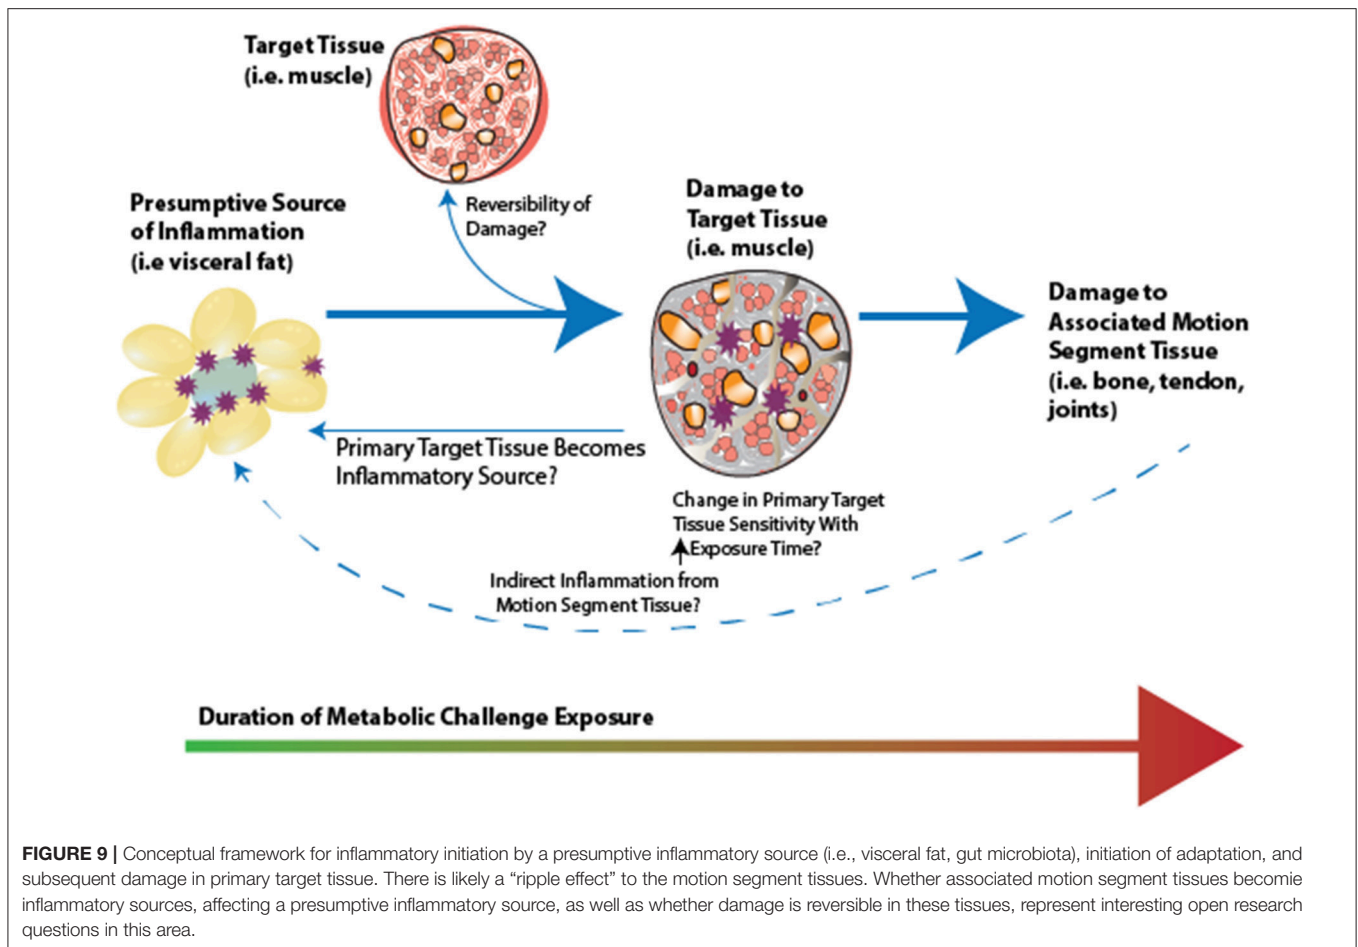 Target Tissue
(i.e. muscle)
Presumptive Source
of Inflammation
(i.e visceral fat)
Reversibility of
Damage?
Damage to
Target Tissue
(i.e. muscle)
Damage to
Associated Motion
Segment Tissue
(i.e. bone, tendon,
joints)
Primary Target Tissue Becomes
Inflammatory Source?
Change in Primary Target
Tissue Sensitivity With
Exposure Time?
Indirect Inflammation from
Motion Segment Tissue?
Duration of Metabolic Challenge Exposure
FIGURE 9 | Conceptual framework for inflammatory initiation by a presumptive inflammatory source (i.e., visceral fat, gut microbiota), initiation of adaptation, and
subsequent damage in primary target tissue. There is likely a “ripple effect” to the motion segment tissues. Whether associated motion segment tissues becomie
inflammatory sources, affecting a presumptive inflammatory source, as well as whether damage is reversible in these tissues, represent interesting open research
questions in this area.